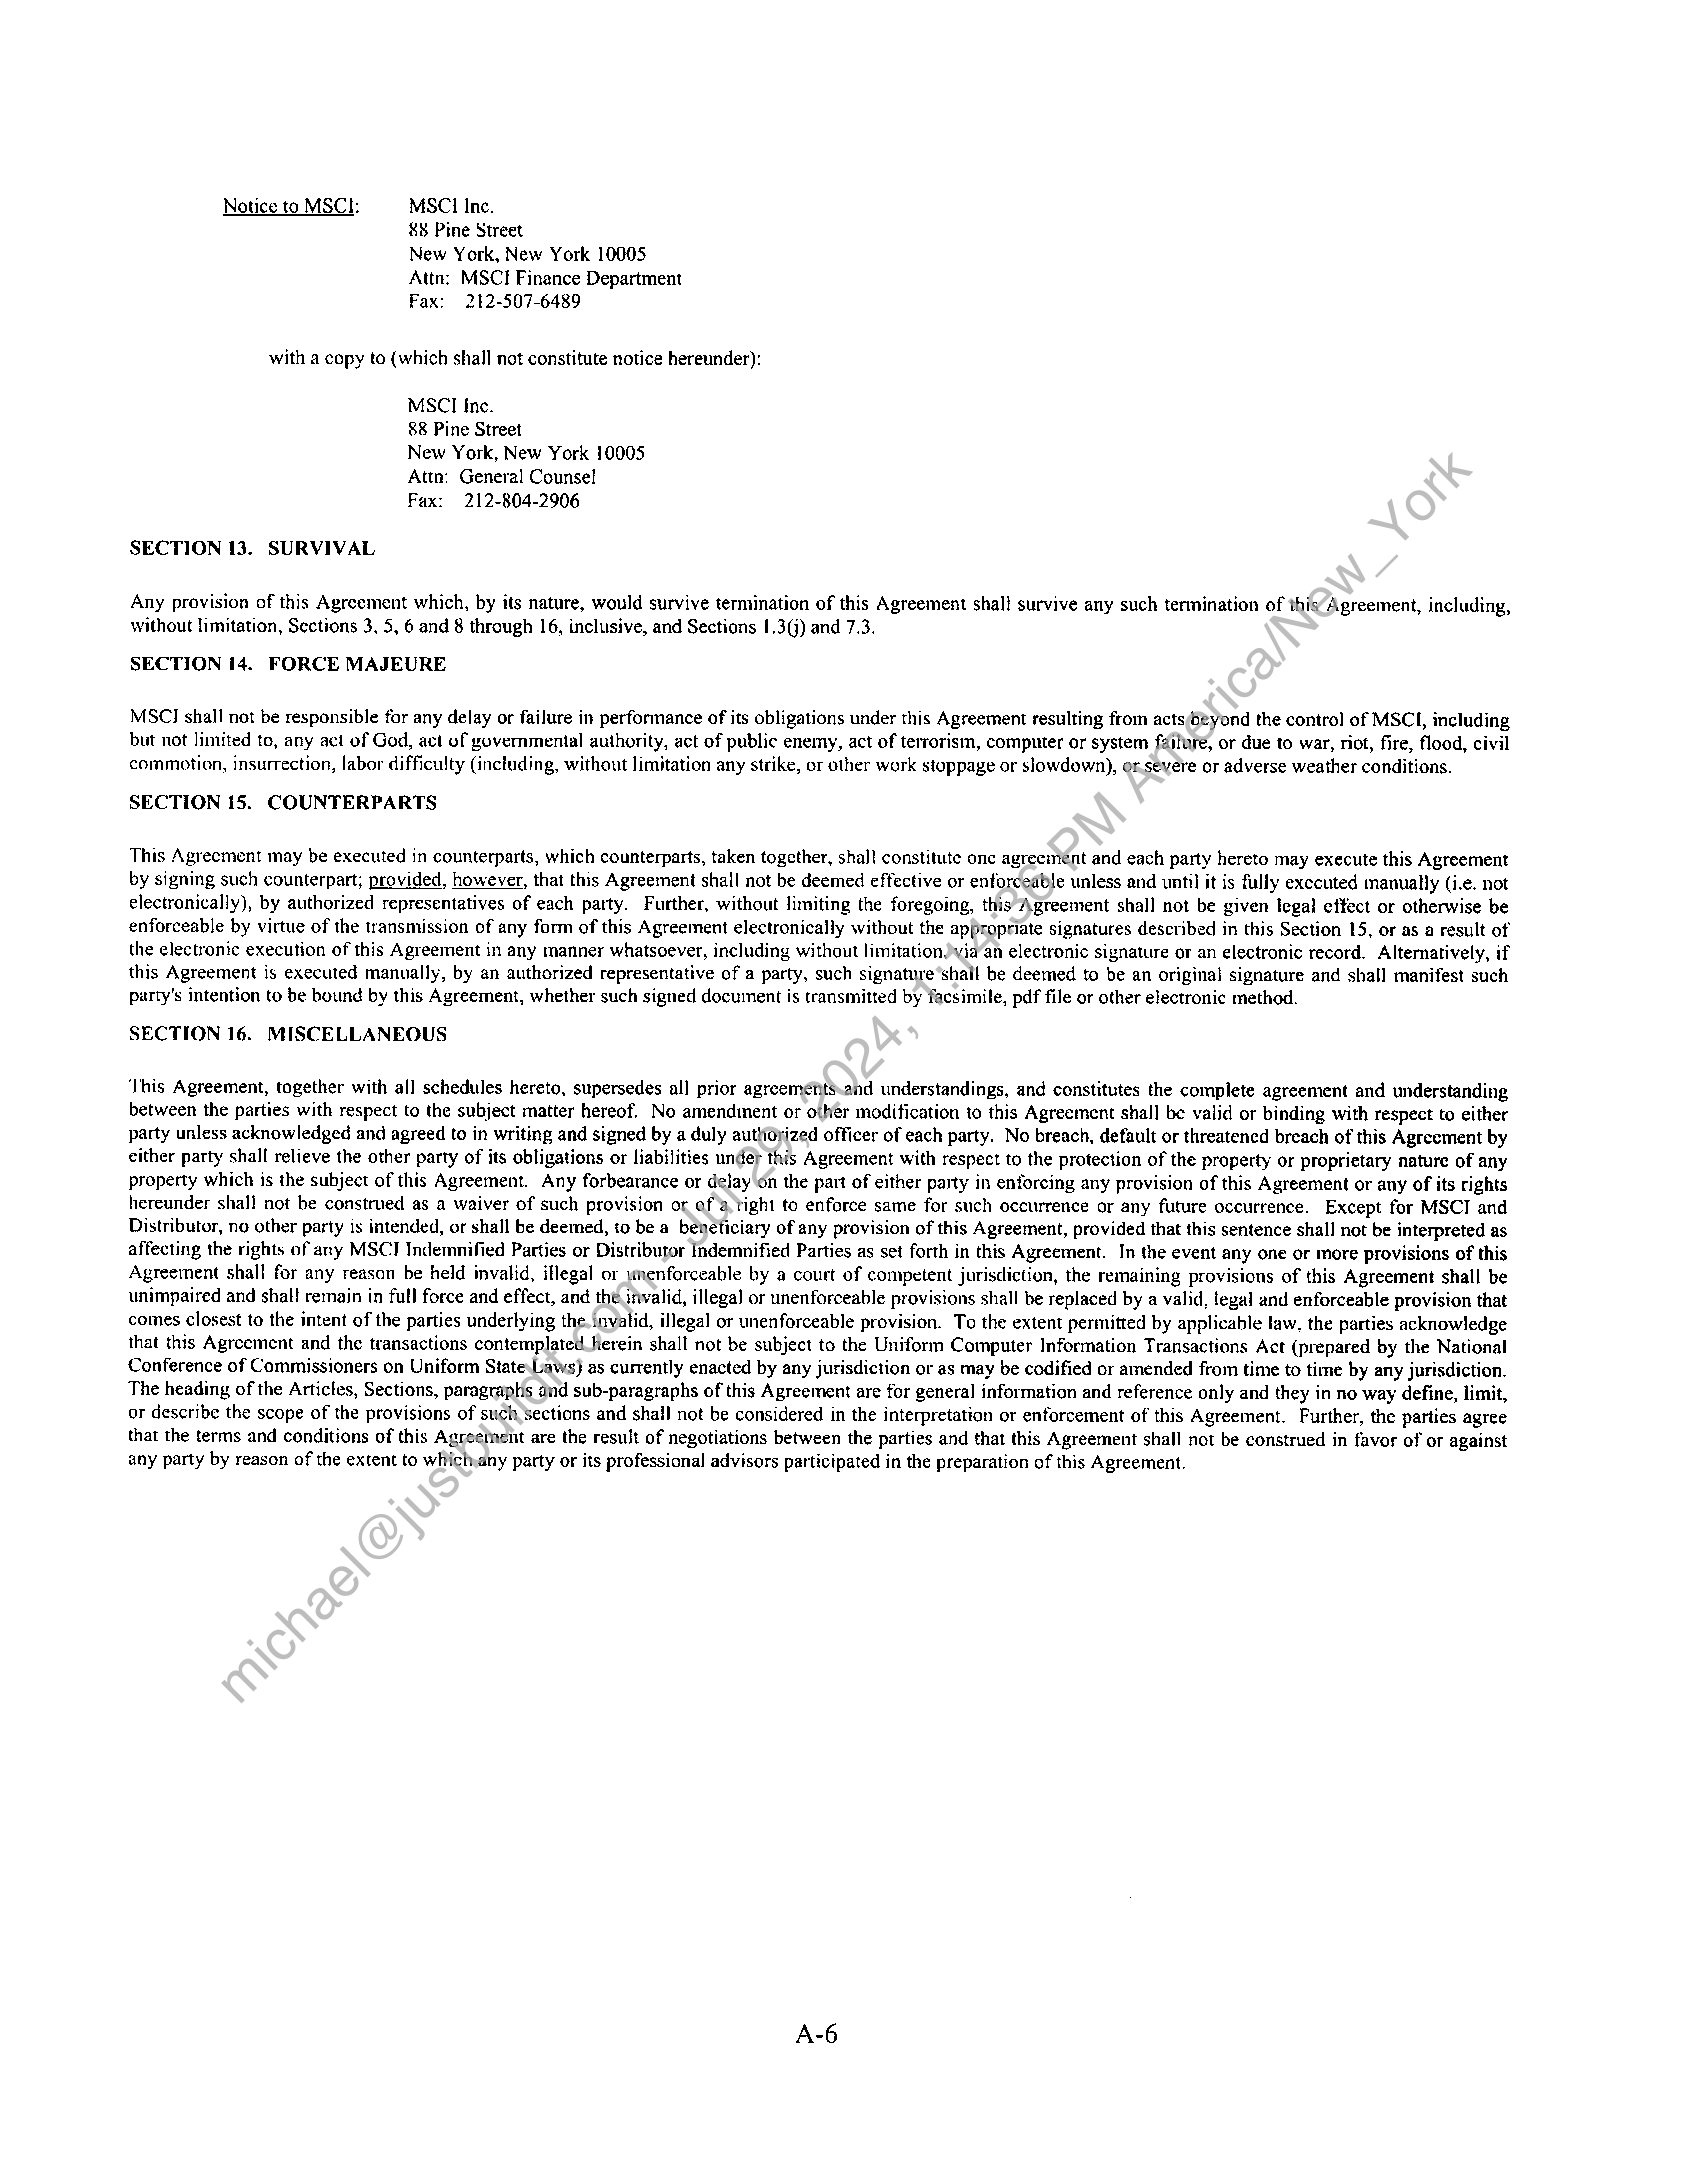 Notice to MSCI: MSCI Inc.
88 Pine Street
New York, New York 10005
Attn: MSCI Finance Department
Fax: 212-507-6489
with a copy to (which shall not constitute notice hereunder):
MSCI Inc.
88 Pine Street
New York, New York 10005
Attn: General Counsel
Fax: 212-804-2906
SECTION 13. SURVIVAL
Any provision of this Agreement which, by its nature, would survive termination of this Agreement shall survive any such termination of this Agreement, including,
without limitation, Sections 3, 5, 6 and 8 through 16, inclusive, and Sections 1.3(j) and 7.3.
SECTION 14. FORCE MAJEURE
MSCI shall not be responsible for any delay or failure in performance of its obligations under this Agreement resulting from acts beyond the control of MSCI, including
but not limited to, any act of God, act of governmental authority, act of public enemy, act of terrorism, computer or system failure, or due to war, riot, fire, flood, civil
commotion, insurrection, labor difficulty (including, without limitation any strike, or other work stoppage or slowdown), or severe or adverse weather conditions.
SECTION 15. COUNTERPARTS
This Agreement may be executed in counterparts, which counterparts, taken together, shall constitute one agreement and each party hereto may execute this Agreement
by signing such counterpart; provided, however, that this Agreement shall not be deemed effective or enforceable unless and until it is fully executed manually (i.e. not
electronically), by authorized representatives of each party. Further, without limiting the foregoing, this Agreement shall not be given legal effect or otherwise be
enforceable by virtue of the transmission of any form of this Agreement electronically without the appropriate signatures described in this Section 15, or as a result of
the electronic execution of this Agreement in any manner whatsoever, including without limitation, via an electronic signature or an electronic record. Alternatively, if
this Agreement is executed manually, by an authorized representative of a party, such signature shall be deemed to be an original signature and shall manifest such
party's intention to be bound by this Agreement, whether such signed document is transmitted by facsimile, pdf file or other electronic method.
SECTION 16. MISCELLANEOUS
This Agreement, together with all schedules hereto, supersedes all prior agreements and understandings, and constitutes the complete agreement and understanding
between the parties with respect to the subject matter hereof. No amendment or other modification to this Agreement shall be valid or binding with respect to either
party unless acknowledged and agreed to in writing and signed by a duly authorized officer of each party. No breach, default or threatened breach of this Agreement by
either party shall relieve the other party of its obligations or liabilities under this Agreement with respect to the protection of the property or proprietary nature of any
property which is the subject of this Agreement. Any forbearance or delay on the part of either party in enforcing any provision of this Agreement or any of its rights
hereunder shall not be construed as a waiver of such provision or of a right to enforce same for such occurrence or any future occurrence. Except for MSCI and
Distributor, no other party is intended, or shall be deemed, to be a beneficiary of any provision of this Agreement, provided that this sentence shall not be interpreted as
affecting the rights of any MSCI Indemnified Parties or Distributor Indemnified Parties as set forth in this Agreement. In the event any one or more provisions of this
Agreement shall for any reason be held invalid, illegal or unenforceable by a court of competent jurisdiction, the remaining provisions of this Agreement shall be
unimpaired and shall remain in full force and effect, and the invalid, illegal or unenforceable provisions shall be replaced by a valid, legal and enforceable provision that
comes closest to the intent of the parties underlying the invalid, illegal or unenforceable provision. To the extent permitted by applicable law, the parties acknowledge
that this Agreement and the transactions contemplated herein shall not be subject to the Uniform Computer Information Transactions Act (prepared by the National
Conference of Commissioners on Uniform State Laws) as currently enacted by any jurisdiction or as may be codified or amended from time to time by any jurisdiction.
The heading of the Articles, Sections, paragraphs and sub-paragraphs of this Agreement are for general information and reference only and they in no way define, limit,
or describe the scope of the provisions of such sections and shall not be considered in the interpretation or enforcement of this Agreement. Further, the parties agree
that the terms and conditions of this Agreement are the result of negotiations between the parties and that this Agreement shall not be construed in favor of or against
any party by reason of the extent to which any party or its professional advisors participated in the preparation of this Agreement.
A-6
michael@justbuildit.com - Jul 29, 2024, 1:14:36 PM America/New_York